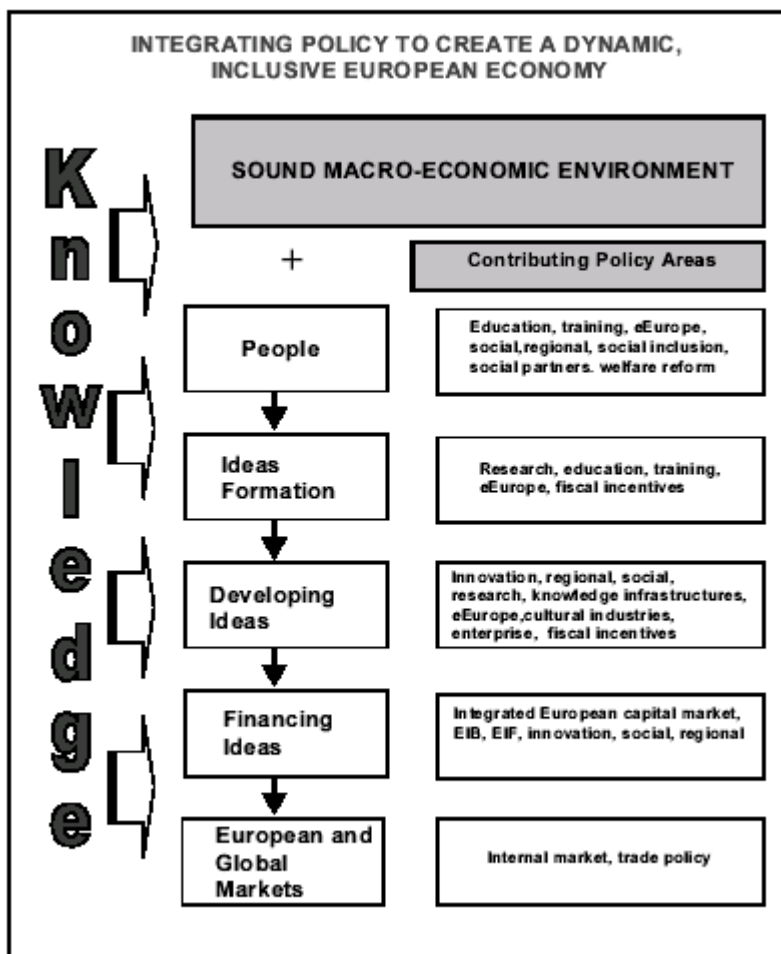 INTEGRATING POLICY TO CREATE A DYNAMIC,
INCLUSIVE EUROPEAN ECONOMY
Knowledge
SOUND MACRO-ECONOMIC ENVIRONMENT
+
Contributing Policy Areas
People
Education, training, eEurope,
social,regional, social inclusion,
social partners. welfare reform
Ideas
Formation
Research, education, training,
eEurope, fiscal incentives
Developing
Ideas
Innovation, regional, social,
research, knowledge infrastructures,
eEurope,cultural industries,
enterprise, fiscal incentives
Financing
Ideas
Integrated European capital market,
EIB, EIF, innovation, social, regional
European and
Global
Markets
Internal market, trade policy